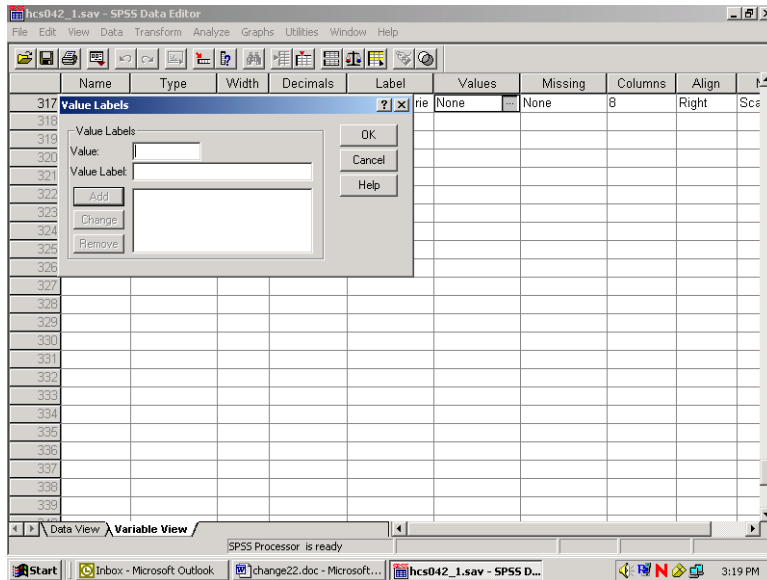 hcs042_1.sav - SPSS Data Editor
File Edit View Data Transform Analyze Graphs Utilities Window Help
Name Type Width Decimals Label Values Missing Columns Align
317 rie None ... None 8 Right Sca
Value Labels
318
319 Value Labels OK
320 Value: Cancel
321 Value Label:
322 Add Help
323 Change
324
325 Remove
326
327
328
329
330
331
332
333
334
335
336
337
338
339
Data View Variable View
SPSS Processor is ready
Start Inbox - Microsoft Outlook change22.doc - Microsoft... hcs042_1.sav - SPSS D... 3:19 PM